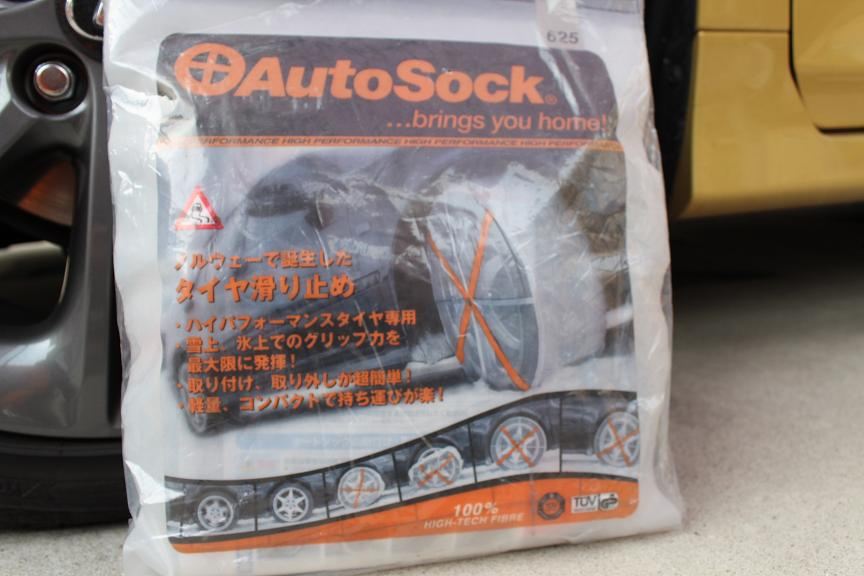 625
AutoSock®
...brings you home!
PERFORMANCE HIGH PERFORMANCE HIGH PERFORMANCE HIGH
ノルウェーで誕生した
タイヤ滑り止め
・ハイパフォーマンスタイヤ専用
・雪上、氷上でのグリップ力を
最大限に発揮!
・取り付け、取り外しが超簡単!
・軽量、コンパクトで持ち運びが楽!
100%
HIGH-TECH FIBRE
TÜV
GS